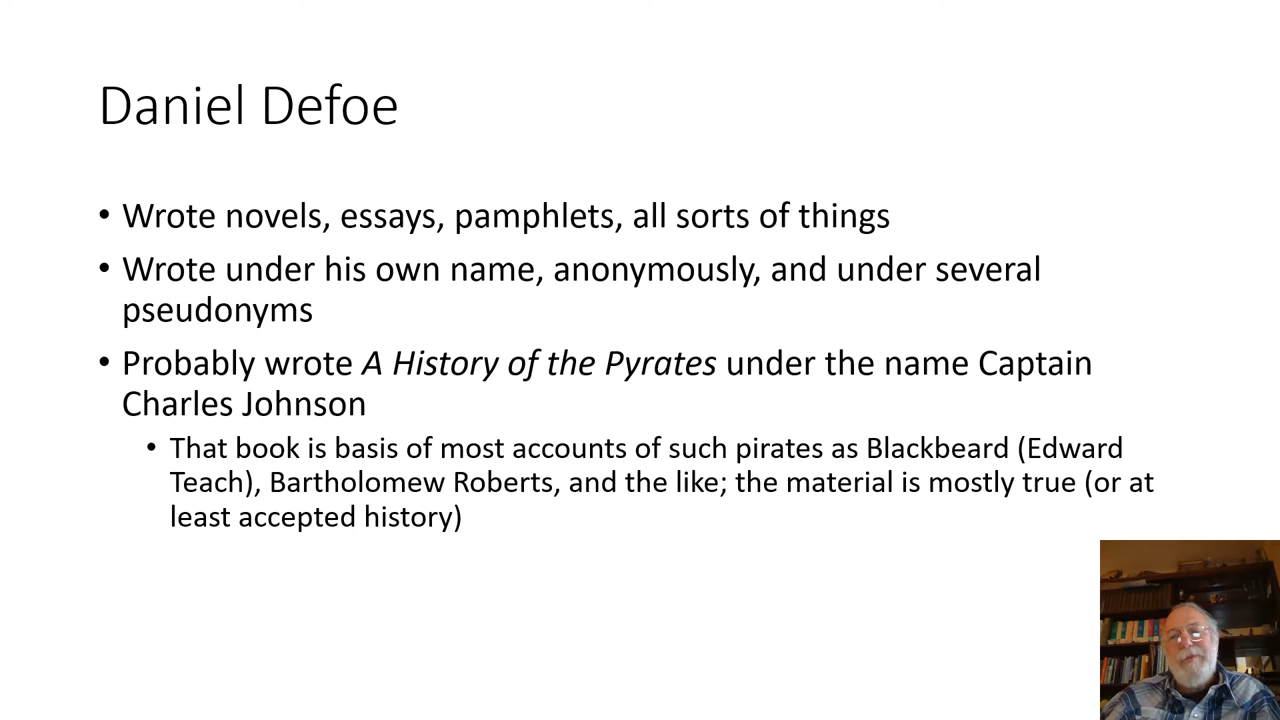 Daniel Defoe
• Wrote novels, essays, pamphlets, all sorts of things
• Wrote under his own name, anonymously, and under several
pseudonyms
• Probably wrote A History of the Pyrates under the name Captain
Charles Johnson
• That book is basis of most accounts of such pirates as Blackbeard (Edward
Teach), Bartholomew Roberts, and the like; the material is mostly true (or at
least accepted history)